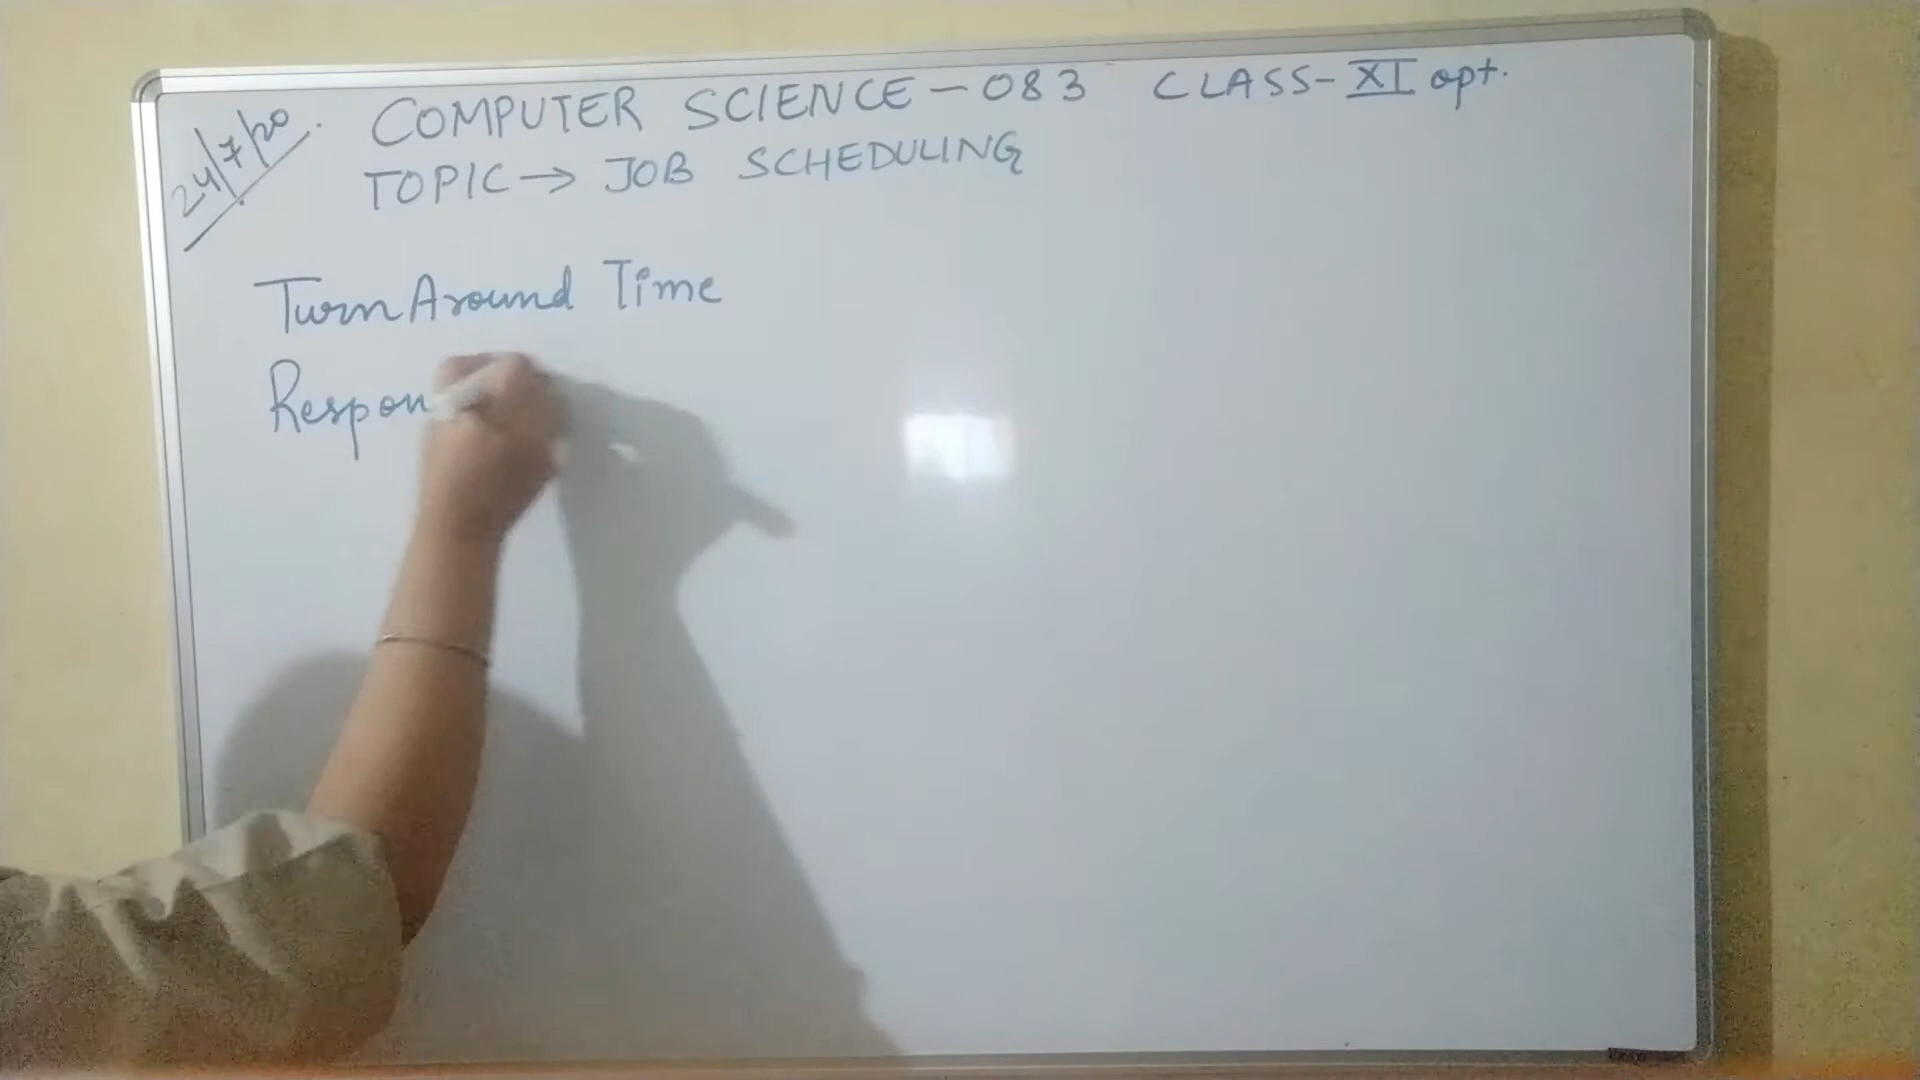 24/7/20.
COMPUTER SCIENCE - 083 CLASS - XI opt.
TOPIC → JOB SCHEDULING
Turn Around Time
Respon